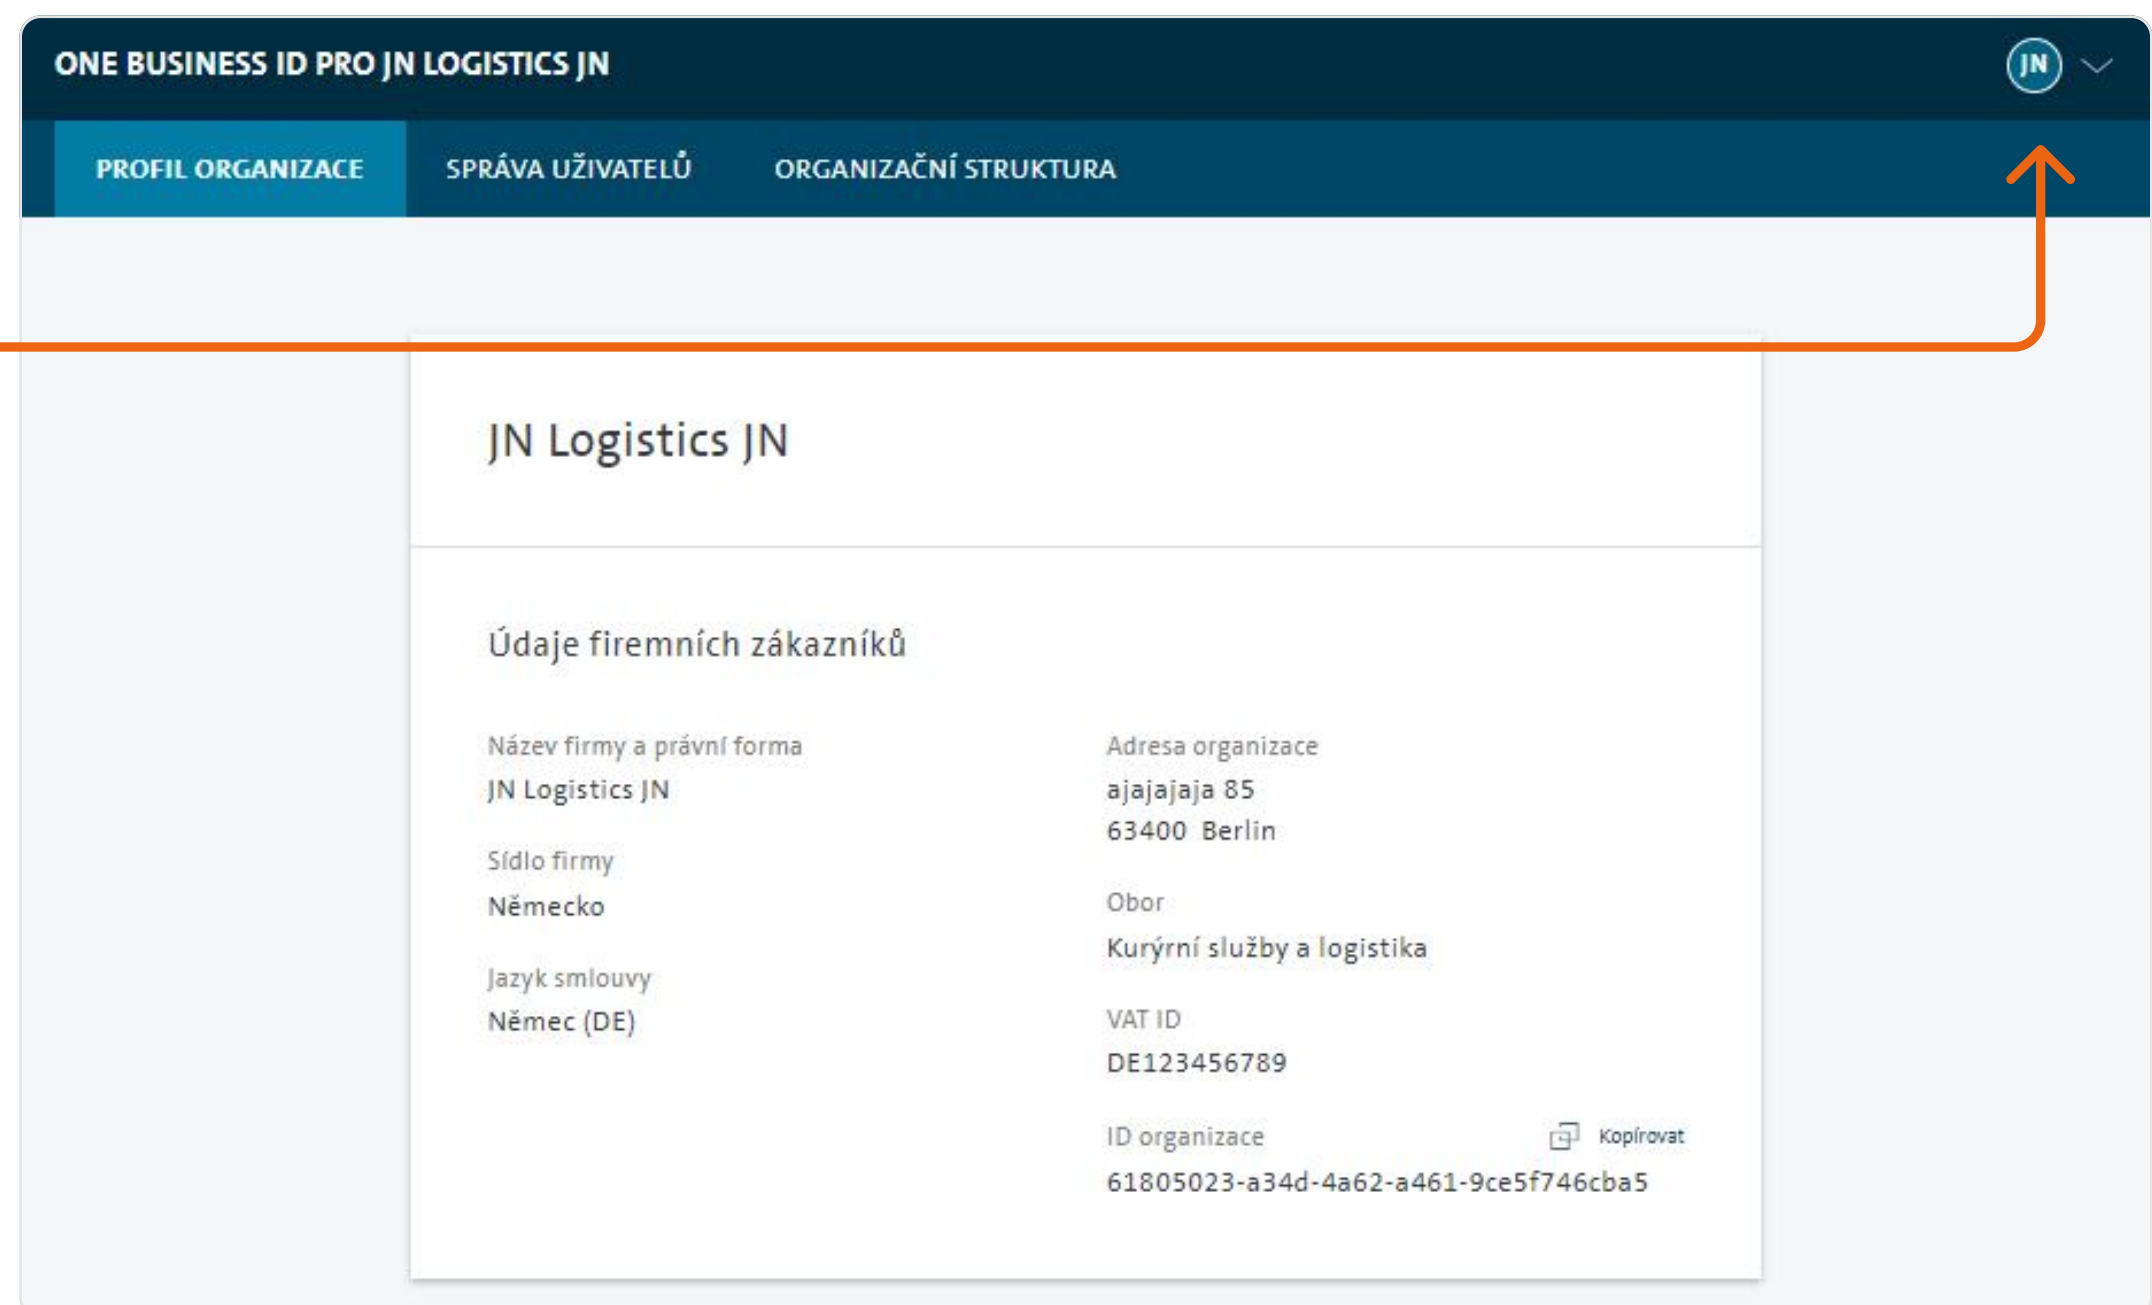 ONE BUSINESS ID PRO JN LOGISTICS JN
JN
PROFIL ORGANIZACE
SPRÁVA UŽIVATELŮ
ORGANIZAČNÍ STRUKTURA
JN Logistics JN
Údaje firemních zákazníků
Název firmy a právní forma
JN Logistics JN
Sídlo firmy
Německo
Jazyk smlouvy
Němec (DE)
Adresa organizace
ajajajaja 85
63400 Berlin
Obor
Kurýrní služby a logistika
VAT ID
DE123456789
ID organizace
Kopírovat
61805023-a34d-4a62-a461-9ce5f746cba5